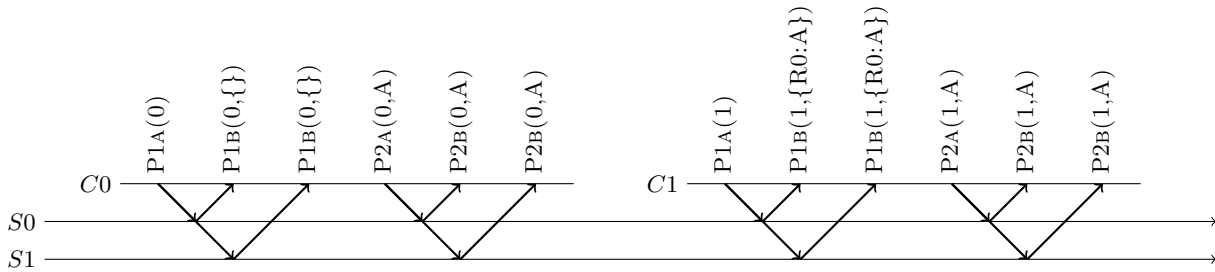 P1A(0)
P1B(0,{})
P1B(0,{})
P2A(0,A)
P2B(0,A)
P2B(0,A)
P1A(1)
P1B(1,{R0:A})
P1B(1,{R0:A})
P2A(1,A)
P2B(1,A)
P2B(1,A)
C0
C1
S0
S1